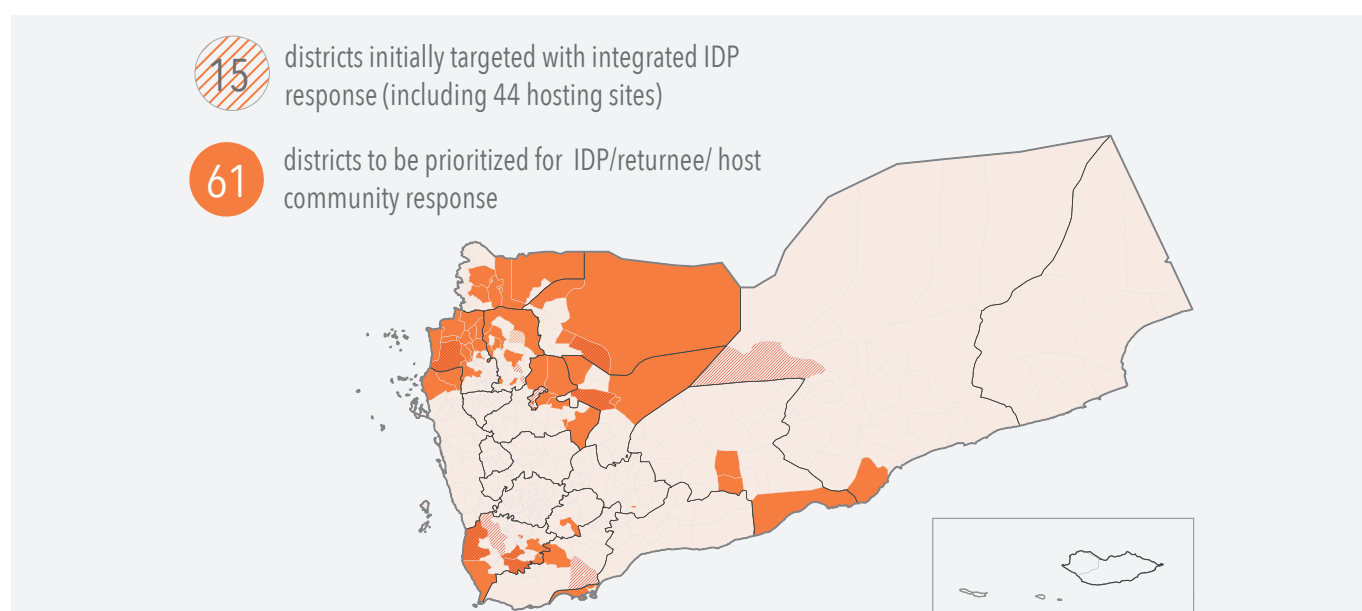 15
districts initially targeted with integrated IDP
response (including 44 hosting sites)
61
districts to be prioritized for IDP/returnee/ host
community response